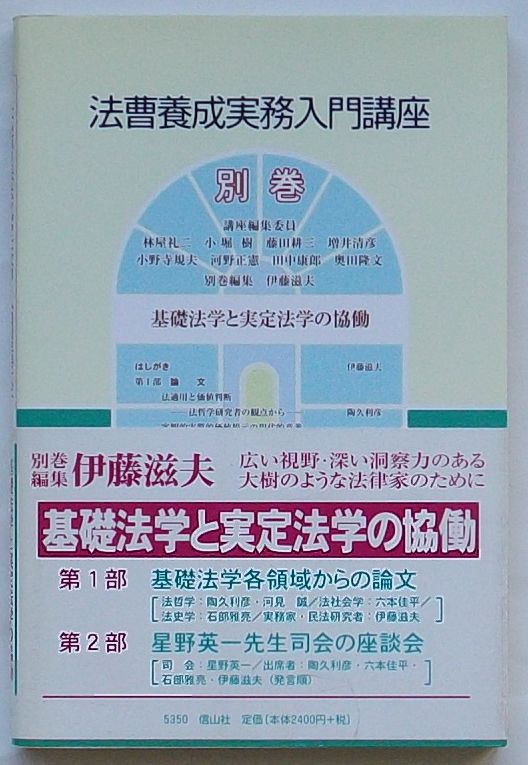 法曹養成実務入門講座
別巻
講座編集委員
林屋礼二 小堀 樹 藤田耕三 増井清彦
小野寺規夫 河野正憲 田中康郎 奥田隆文
別巻編集 伊藤滋夫
基礎法学と実定法学の協働
はしがき 伊藤滋夫
第1部 論 文
法適用と価値判断
——法哲学研究者の観点から—— 陶久利彦
別巻編集 伊藤滋夫
広い視野・深い洞察力のある
大樹のような法律家のために
基礎法学と実定法学の協働
第1部 基礎法学各領域からの論文
[法哲学:陶久利彦・河見 誠/法社会学:六本佳平/
法史学:石部雅亮/実務家・民法研究者:伊藤滋夫]
第2部 星野英一先生司会の座談会
[司 会:星野英一/出席者:陶久利彦・六本佳平・
石部雅亮・伊藤滋夫(発言順)]
5350 信山社 定価[本体2400円+税]